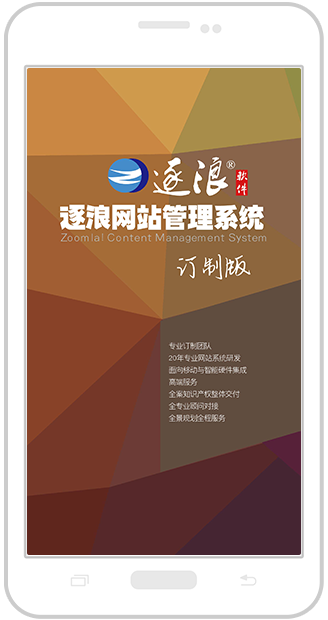 逐浪® 软件
逐浪网站管理系统
Zoomlal Content Management System
订制版
专业订制团队
20年专业网站系统研发
面向移动与智能硬件集成
高端服务
全案知识产权整体交付
全专业顾问对接
全景规划全程服务